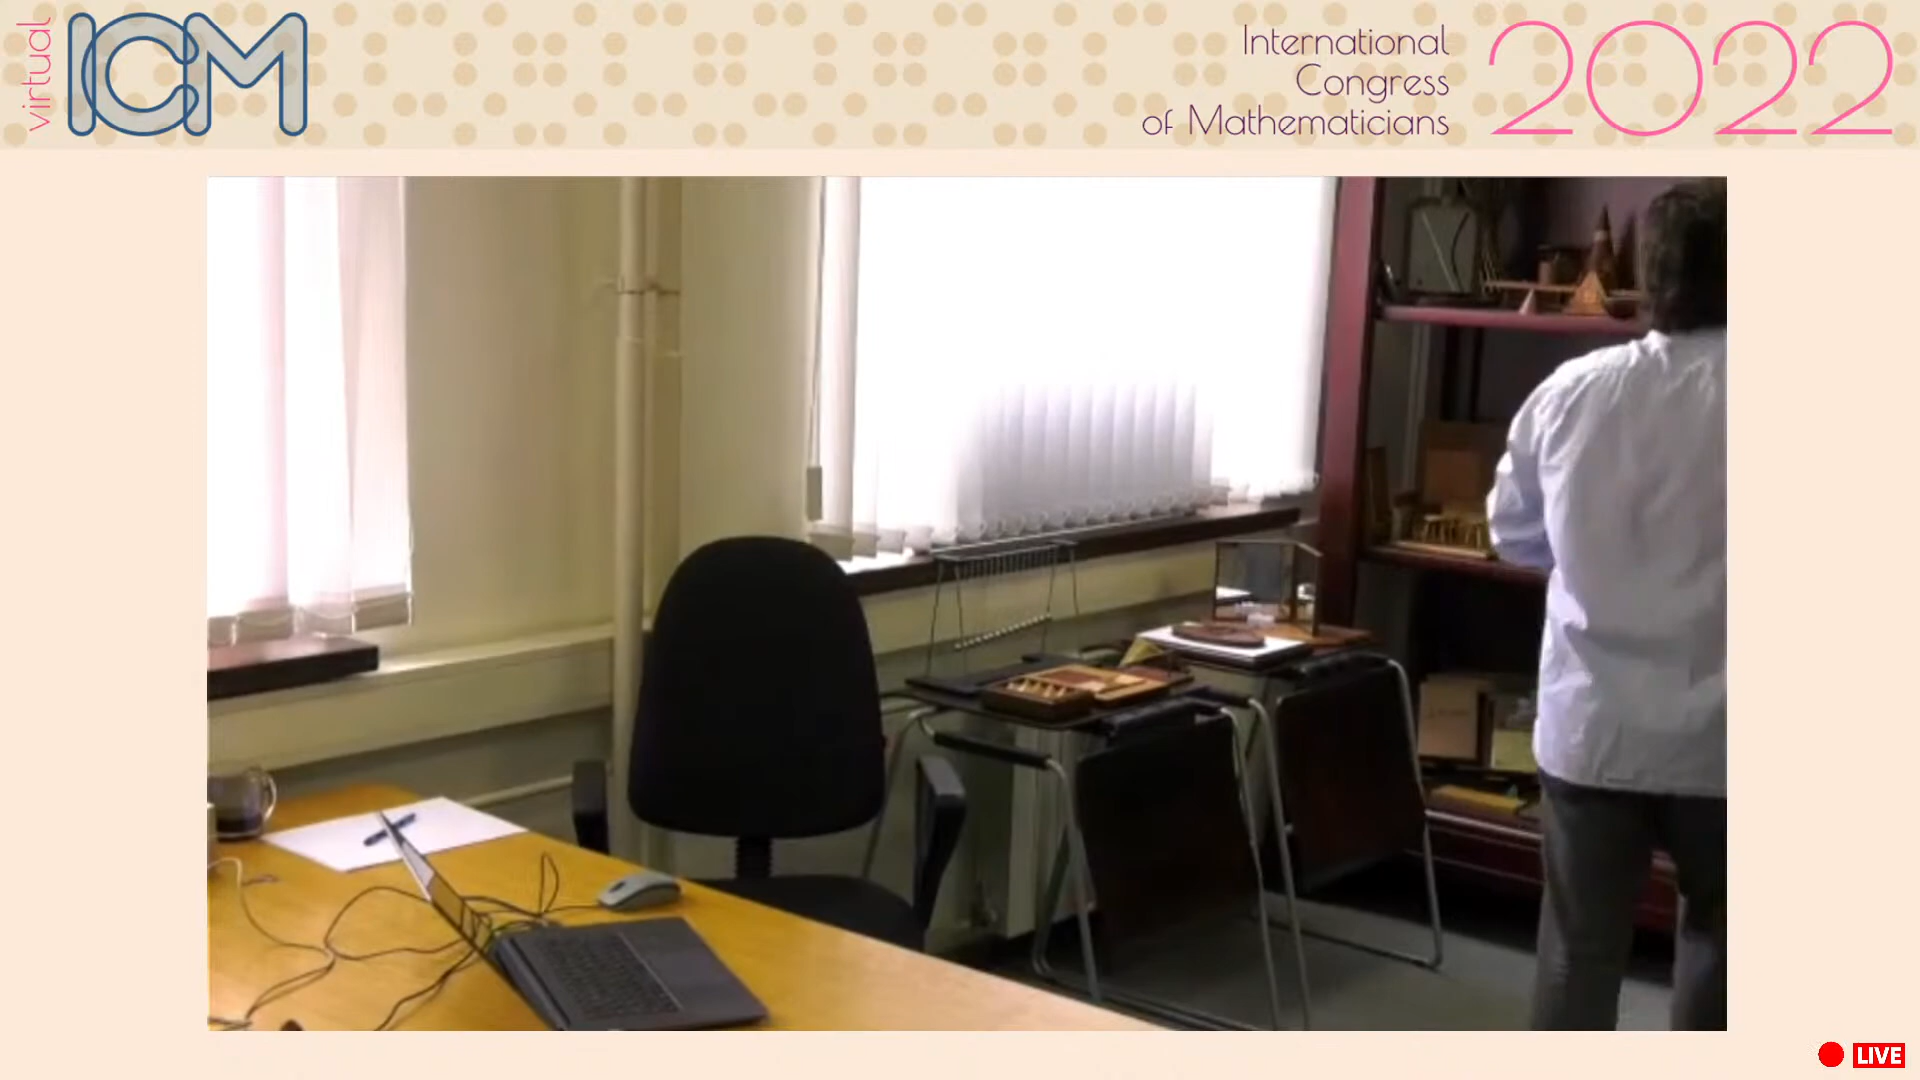 virtual
ICM
International
Congress
of Mathematicians
2022
LIVE